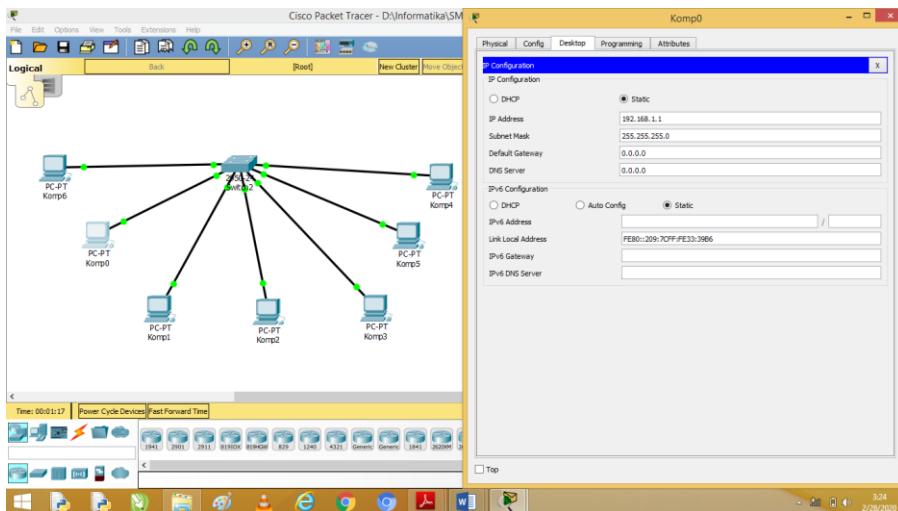 Cisco Packet Tracer - D:\Informatika\SM
File Edit Options View Tools Extensions Help
Logical
Back
[Root]
New Cluster
Move Objec
PC-PT
Komp6
PC-PT
Komp0
PC-PT
Komp1
PC-PT
Komp2
PC-PT
Komp3
PC-PT
Komp5
PC-PT
Komp4
Switch2
Time: 00:01:17
Power Cycle Devices
Fast Forward Time
1941
2901
2911
819IOX
819HGW
829
1240
4321
Generic
Generic
1841
2620XM
Komp0
Physical
Config
Desktop
Programming
Attributes
IP Configuration
X
IP Configuration
DHCP
Static
IP Address
192.168.1.1
Subnet Mask
255.255.255.0
Default Gateway
0.0.0.0
DNS Server
0.0.0.0
IPv6 Configuration
DHCP
Auto Config
Static
IPv6 Address
/
Link Local Address
FE80::209:7CFF:FE33:39B6
IPv6 Gateway
IPv6 DNS Server
Top
3:24
2/28/2020